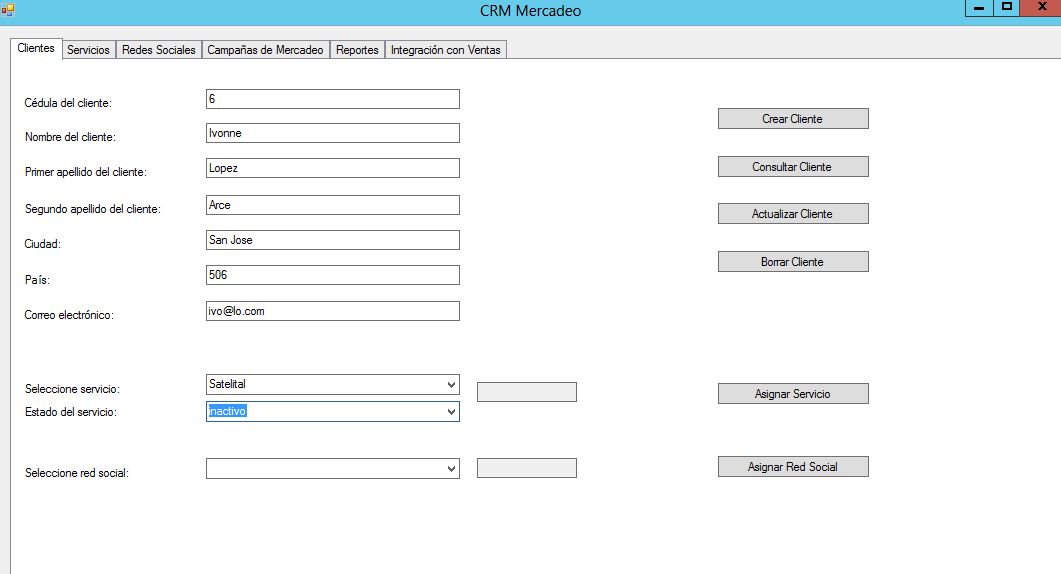 CRM Mercadeo
Clientes Servicios Redes Sociales Campañas de Mercadeo Reportes Integración con Ventas
Cédula del cliente: 6
Crear Cliente
Nombre del cliente: Ivonne
Primer apellido del cliente: Lopez
Consultar Cliente
Segundo apellido del cliente: Arce
Actualizar Cliente
Ciudad: San Jose
País: 506
Borrar Cliente
Correo electrónico: ivo@lo.com
Seleccione servicio: Satelital
Asignar Servicio
Estado del servicio: inactivo
Seleccione red social:
Asignar Red Social